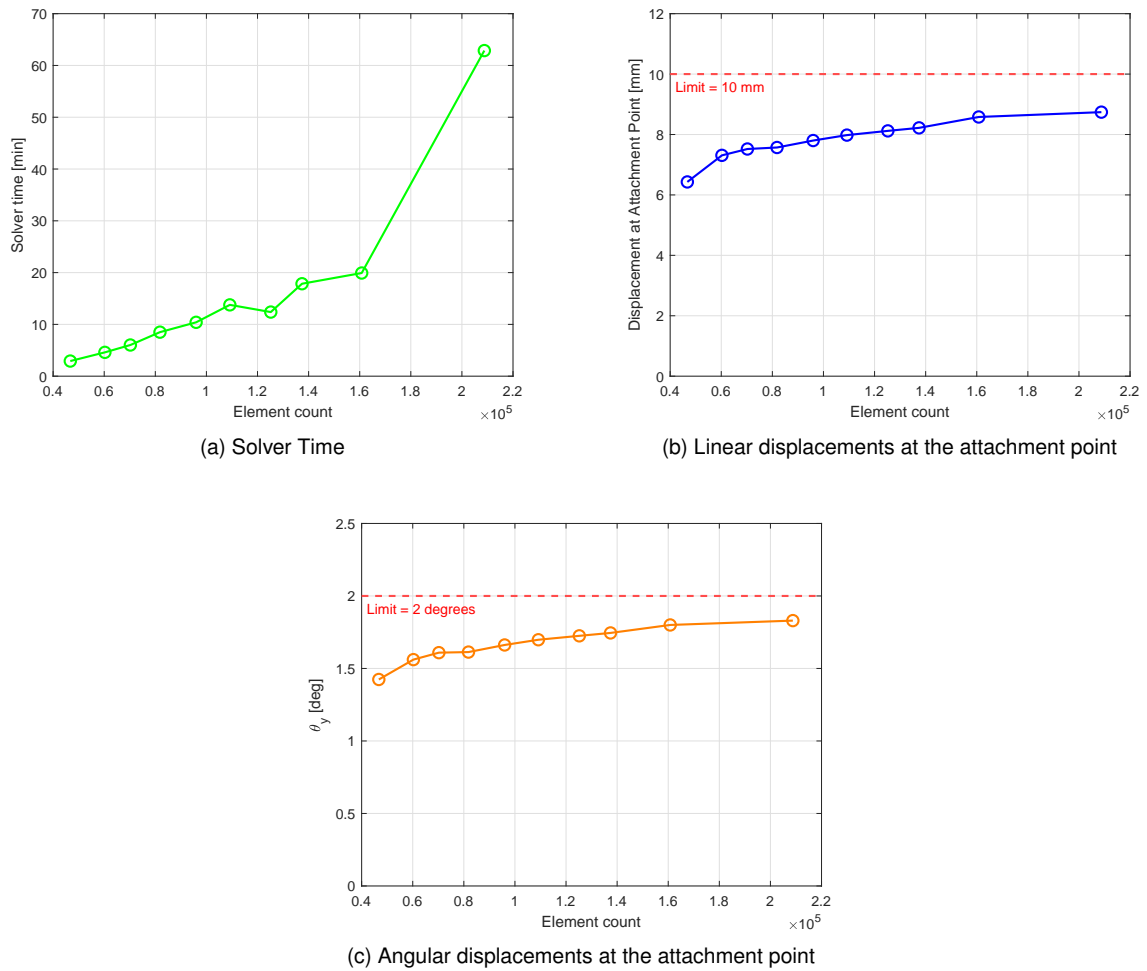 70
60
50
40
30
20
10
0
Solver time [min]
0.4 0.6 0.8 1 1.2 1.4 1.6 1.8 2 2.2
Element count
×10^5
(a) Solver Time
12
10
8
6
4
2
0
Displacement at Attachment Point [mm]
Limit = 10 mm
0.4 0.6 0.8 1 1.2 1.4 1.6 1.8 2 2.2
Element count
×10^5
(b) Linear displacements at the attachment point
2.5
2
1.5
1
0.5
0
θ_y [deg]
Limit = 2 degrees
0.4 0.6 0.8 1 1.2 1.4 1.6 1.8 2 2.2
Element count
×10^5
(c) Angular displacements at the attachment point